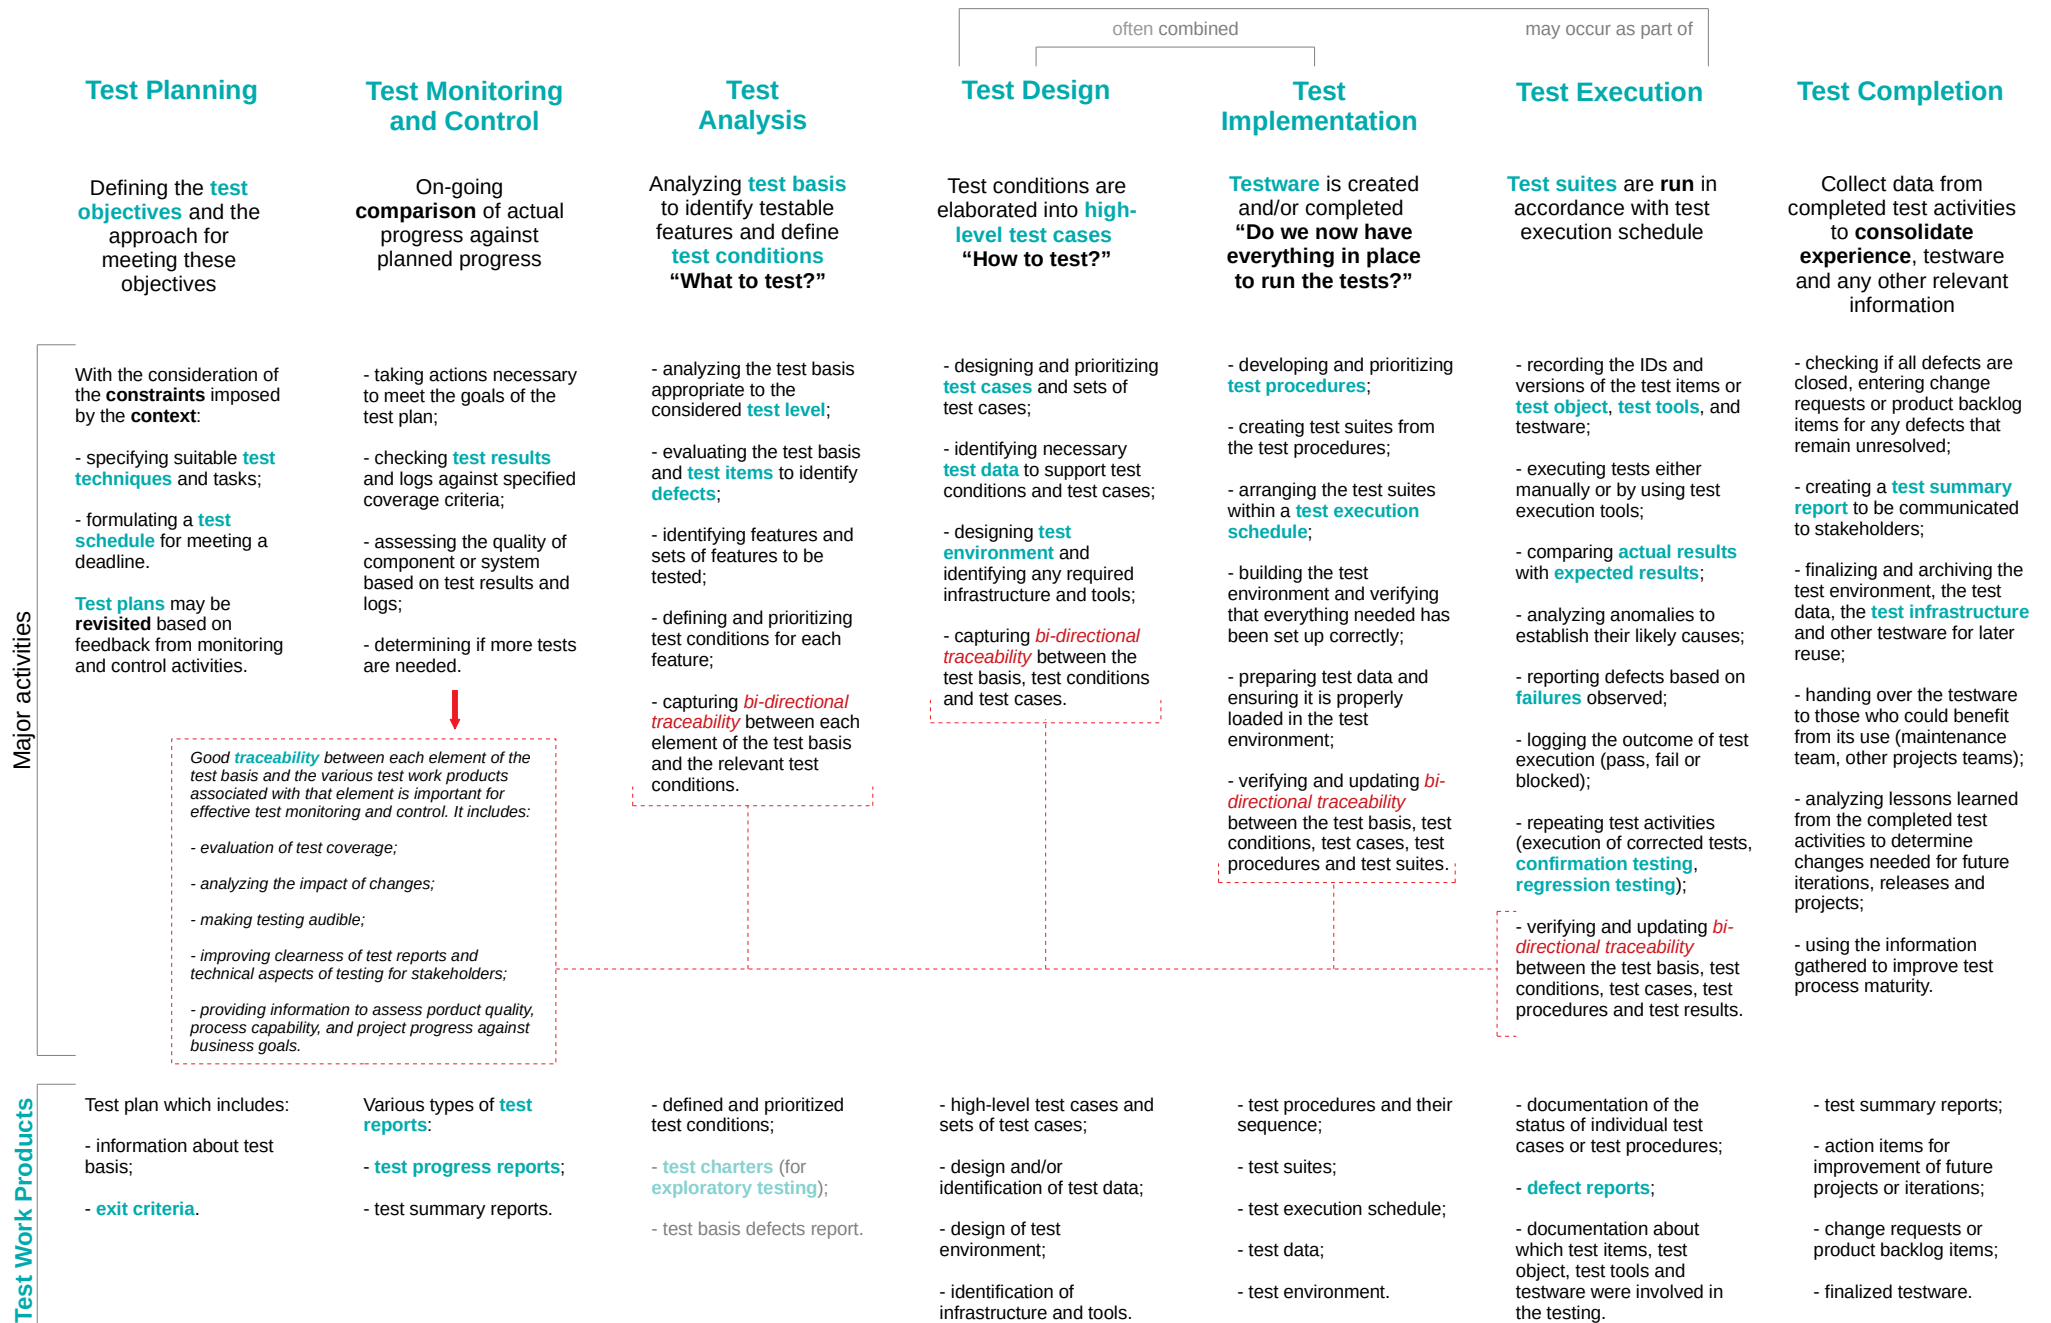 often combined
may occur as part of
Test Planning
Test Monitoring
and Control
Test
Analysis
Test Design
Test
Implementation
Test Execution
Test Completion
Defining the test
objectives and the
approach for
meeting these
objectives
On-going
comparison of actual
progress against
planned progress
Analyzing test basis
to identify testable
features and define
test conditions
“What to test?”
Test conditions are
elaborated into high-
level test cases
“How to test?”
Testware is created
and/or completed
“Do we now have
everything in place
to run the tests?”
Test suites are run in
accordance with test
execution schedule
Collect data from
completed test activities
to consolidate
experience, testware
and any other relevant
information
Major activities
With the consideration of
the constraints imposed
by the context:
- specifying suitable test
techniques and tasks;
- formulating a test
schedule for meeting a
deadline.
Test plans may be
revisited based on
feedback from monitoring
and control activities.
- taking actions necessary
to meet the goals of the
test plan;
- checking test results
and logs against specified
coverage criteria;
- assessing the quality of
component or system
based on test results and
logs;
- determining if more tests
are needed.
Good traceability between each element of the
test basis and the various test work products
associated with that element is important for
effective test monitoring and control. It includes:
- evaluation of test coverage;
- analyzing the impact of changes;
- making testing audible;
- improving clearness of test reports and
technical aspects of testing for stakeholders;
- providing information to assess porduct quality,
process capability, and project progress against
business goals.
- analyzing the test basis
appropriate to the
considered test level;
- evaluating the test basis
and test items to identify
defects;
- identifying features and
sets of features to be
tested;
- defining and prioritizing
test conditions for each
feature;
- capturing bi-directional
traceability between each
element of the test basis
and the relevant test
conditions.
- designing and prioritizing
test cases and sets of
test cases;
- identifying necessary
test data to support test
conditions and test cases;
- designing test
environment and
identifying any required
infrastructure and tools;
- capturing bi-directional
traceability between the
test basis, test conditions
and test cases.
- developing and prioritizing
test procedures;
- creating test suites from
the test procedures;
- arranging the test suites
within a test execution
schedule;
- building the test
environment and verifying
that everything needed has
been set up correctly;
- preparing test data and
ensuring it is properly
loaded in the test
environment;
- verifying and updating bi-
directional traceability
between the test basis, test
conditions, test cases, test
procedures and test suites.
- recording the IDs and
versions of the test items or
test object, test tools, and
testware;
- executing tests either
manually or by using test
execution tools;
- comparing actual results
with expected results;
- analyzing anomalies to
establish their likely causes;
- reporting defects based on
failures observed;
- logging the outcome of test
execution (pass, fail or
blocked);
- repeating test activities
(execution of corrected tests,
confirmation testing,
regression testing);
- verifying and updating bi-
directional traceability
between the test basis, test
conditions, test cases, test
procedures and test results.
- checking if all defects are
closed, entering change
requests or product backlog
items for any defects that
remain unresolved;
- creating a test summary
report to be communicated
to stakeholders;
- finalizing and archiving the
test environment, the test
data, the test infrastructure
and other testware for later
reuse;
- handing over the testware
to those who could benefit
from its use (maintenance
team, other projects teams);
- analyzing lessons learned
from the completed test
activities to determine
changes needed for future
iterations, releases and
projects;
- using the information
gathered to improve test
process maturity.
Test Work Products
Test plan which includes:
- information about test
basis;
- exit criteria.
Various types of test
reports:
- test progress reports;
- test summary reports.
- defined and prioritized
test conditions;
- test charters (for
exploratory testing);
- test basis defects report.
- high-level test cases and
sets of test cases;
- design and/or
identification of test data;
- design of test
environment;
- identification of
infrastructure and tools.
- test procedures and their
sequence;
- test suites;
- test execution schedule;
- test data;
- test environment.
- documentation of the
status of individual test
cases or test procedures;
- defect reports;
- documentation about
which test items, test
object, test tools and
testware were involved in
the testing.
- test summary reports;
- action items for
improvement of future
projects or iterations;
- change requests or
product backlog items;
- finalized testware.